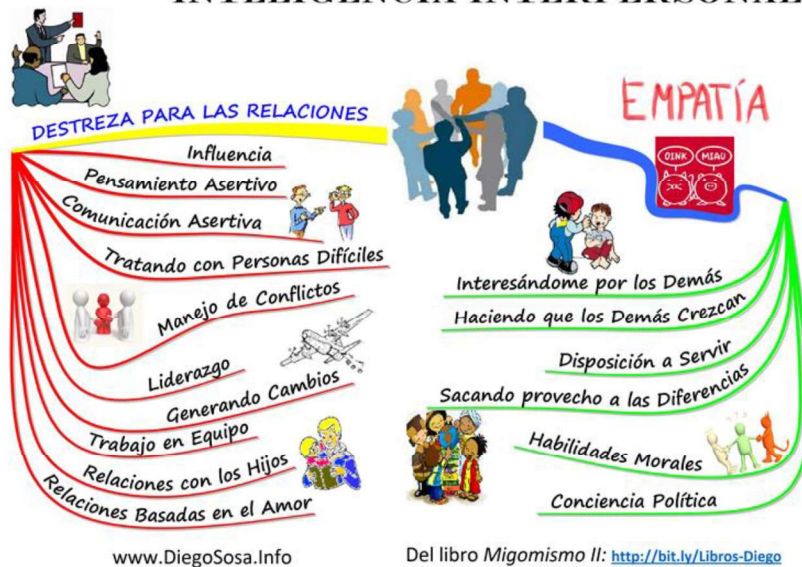 INTELIGENCIA INTERPERSONAL
DESTREZA PARA LAS RELACIONES
Influencia
Pensamiento Asertivo
Comunicación Asertiva
Tratando con Personas Difíciles
Manejo de Conflictos
Liderazgo
Generando Cambios
Trabajo en Equipo
Relaciones con los Hijos
Relaciones Basadas en el Amor
EMPATÍA
OINK
MIAU
Interesándome por los Demás
Haciendo que los Demás Crezcan
Disposición a Servir
Sacando provecho a las Diferencias
Habilidades Morales
Conciencia Política
www.DiegoSosa.Info
Del libro Migomismo II: http://bit.ly/Libros-Diego